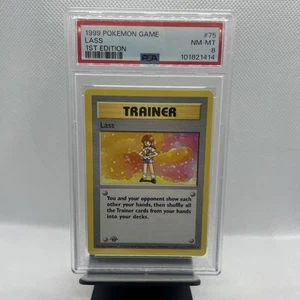 1999 POKEMON GAME #75
LASS NM-MT
1ST EDITION 8
PSA 101821414
TRAINER
Lass
You and your opponent show each
other your hands, then shuffle all
the Trainer cards from your hands
into your decks.